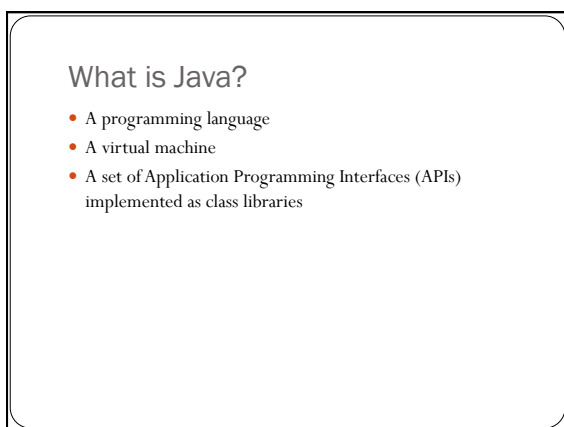 What is Java?
• A programming language
• A virtual machine
• A set of Application Programming Interfaces (APIs)
implemented as class libraries